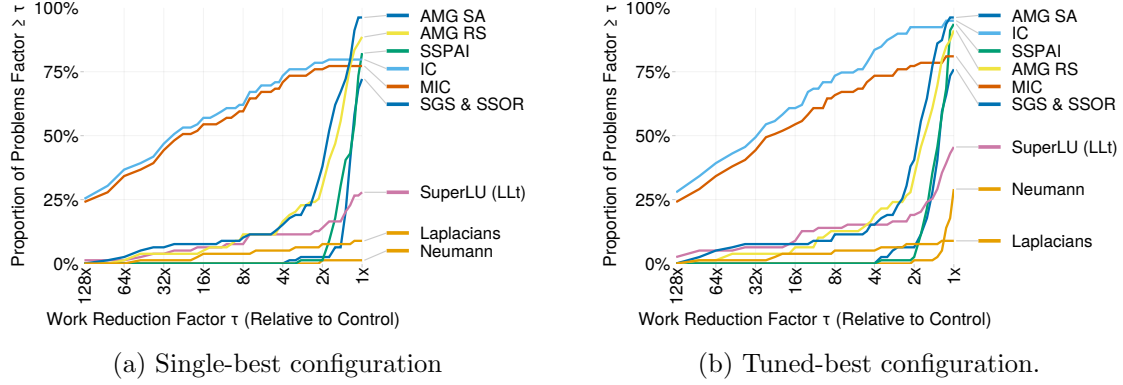 Proportion of Problems Factor ≥ τ
100%
75%
50%
25%
0%
128x
64x
32x
16x
8x
4x
2x
1x
Work Reduction Factor τ (Relative to Control)
AMG SA
AMG RS
SSPAI
IC
MIC
SGS & SSOR
SuperLU (LLt)
Laplacians
Neumann
(a) Single-best configuration
Proportion of Problems Factor ≥ τ
100%
75%
50%
25%
0%
128x
64x
32x
16x
8x
4x
2x
1x
Work Reduction Factor τ (Relative to Control)
AMG SA
IC
SSPAI
AMG RS
MIC
SGS & SSOR
SuperLU (LLt)
Neumann
Laplacians
(b) Tuned-best configuration.